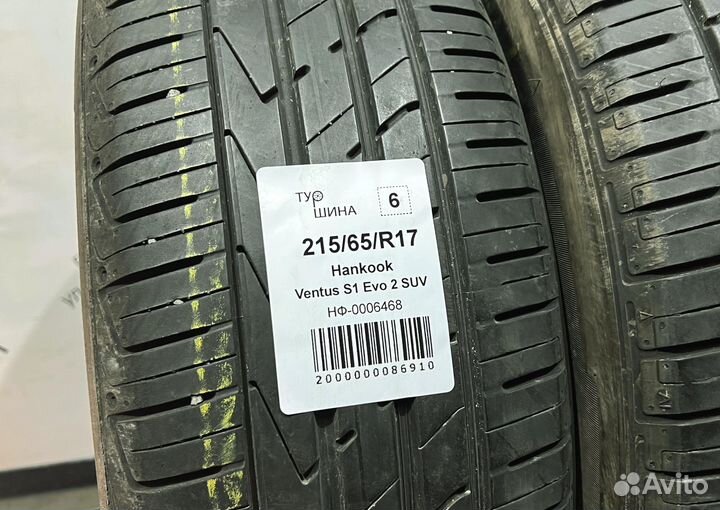 ТУР
ШИНА
6
215/65/R17
Hankook
Ventus S1 Evo 2 SUV
НФ-0006468
2000000086910
Avito